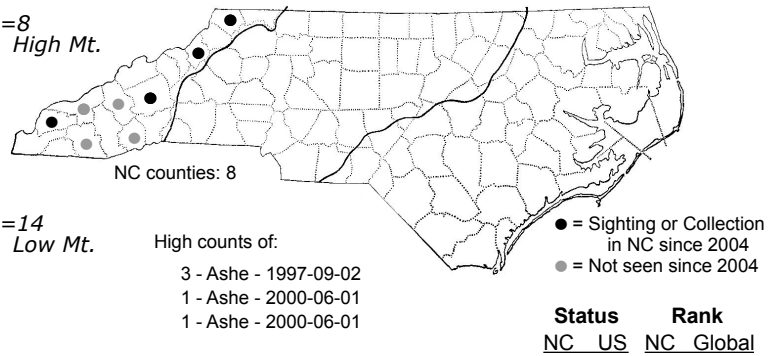 =8
High Mt.
NC counties: 8
=14
Low Mt.
High counts of:
3 - Ashe - 1997-09-02
1 - Ashe - 2000-06-01
1 - Ashe - 2000-06-01
● = Sighting or Collection
in NC since 2004
● = Not seen since 2004
Status Rank
NC US NC Global